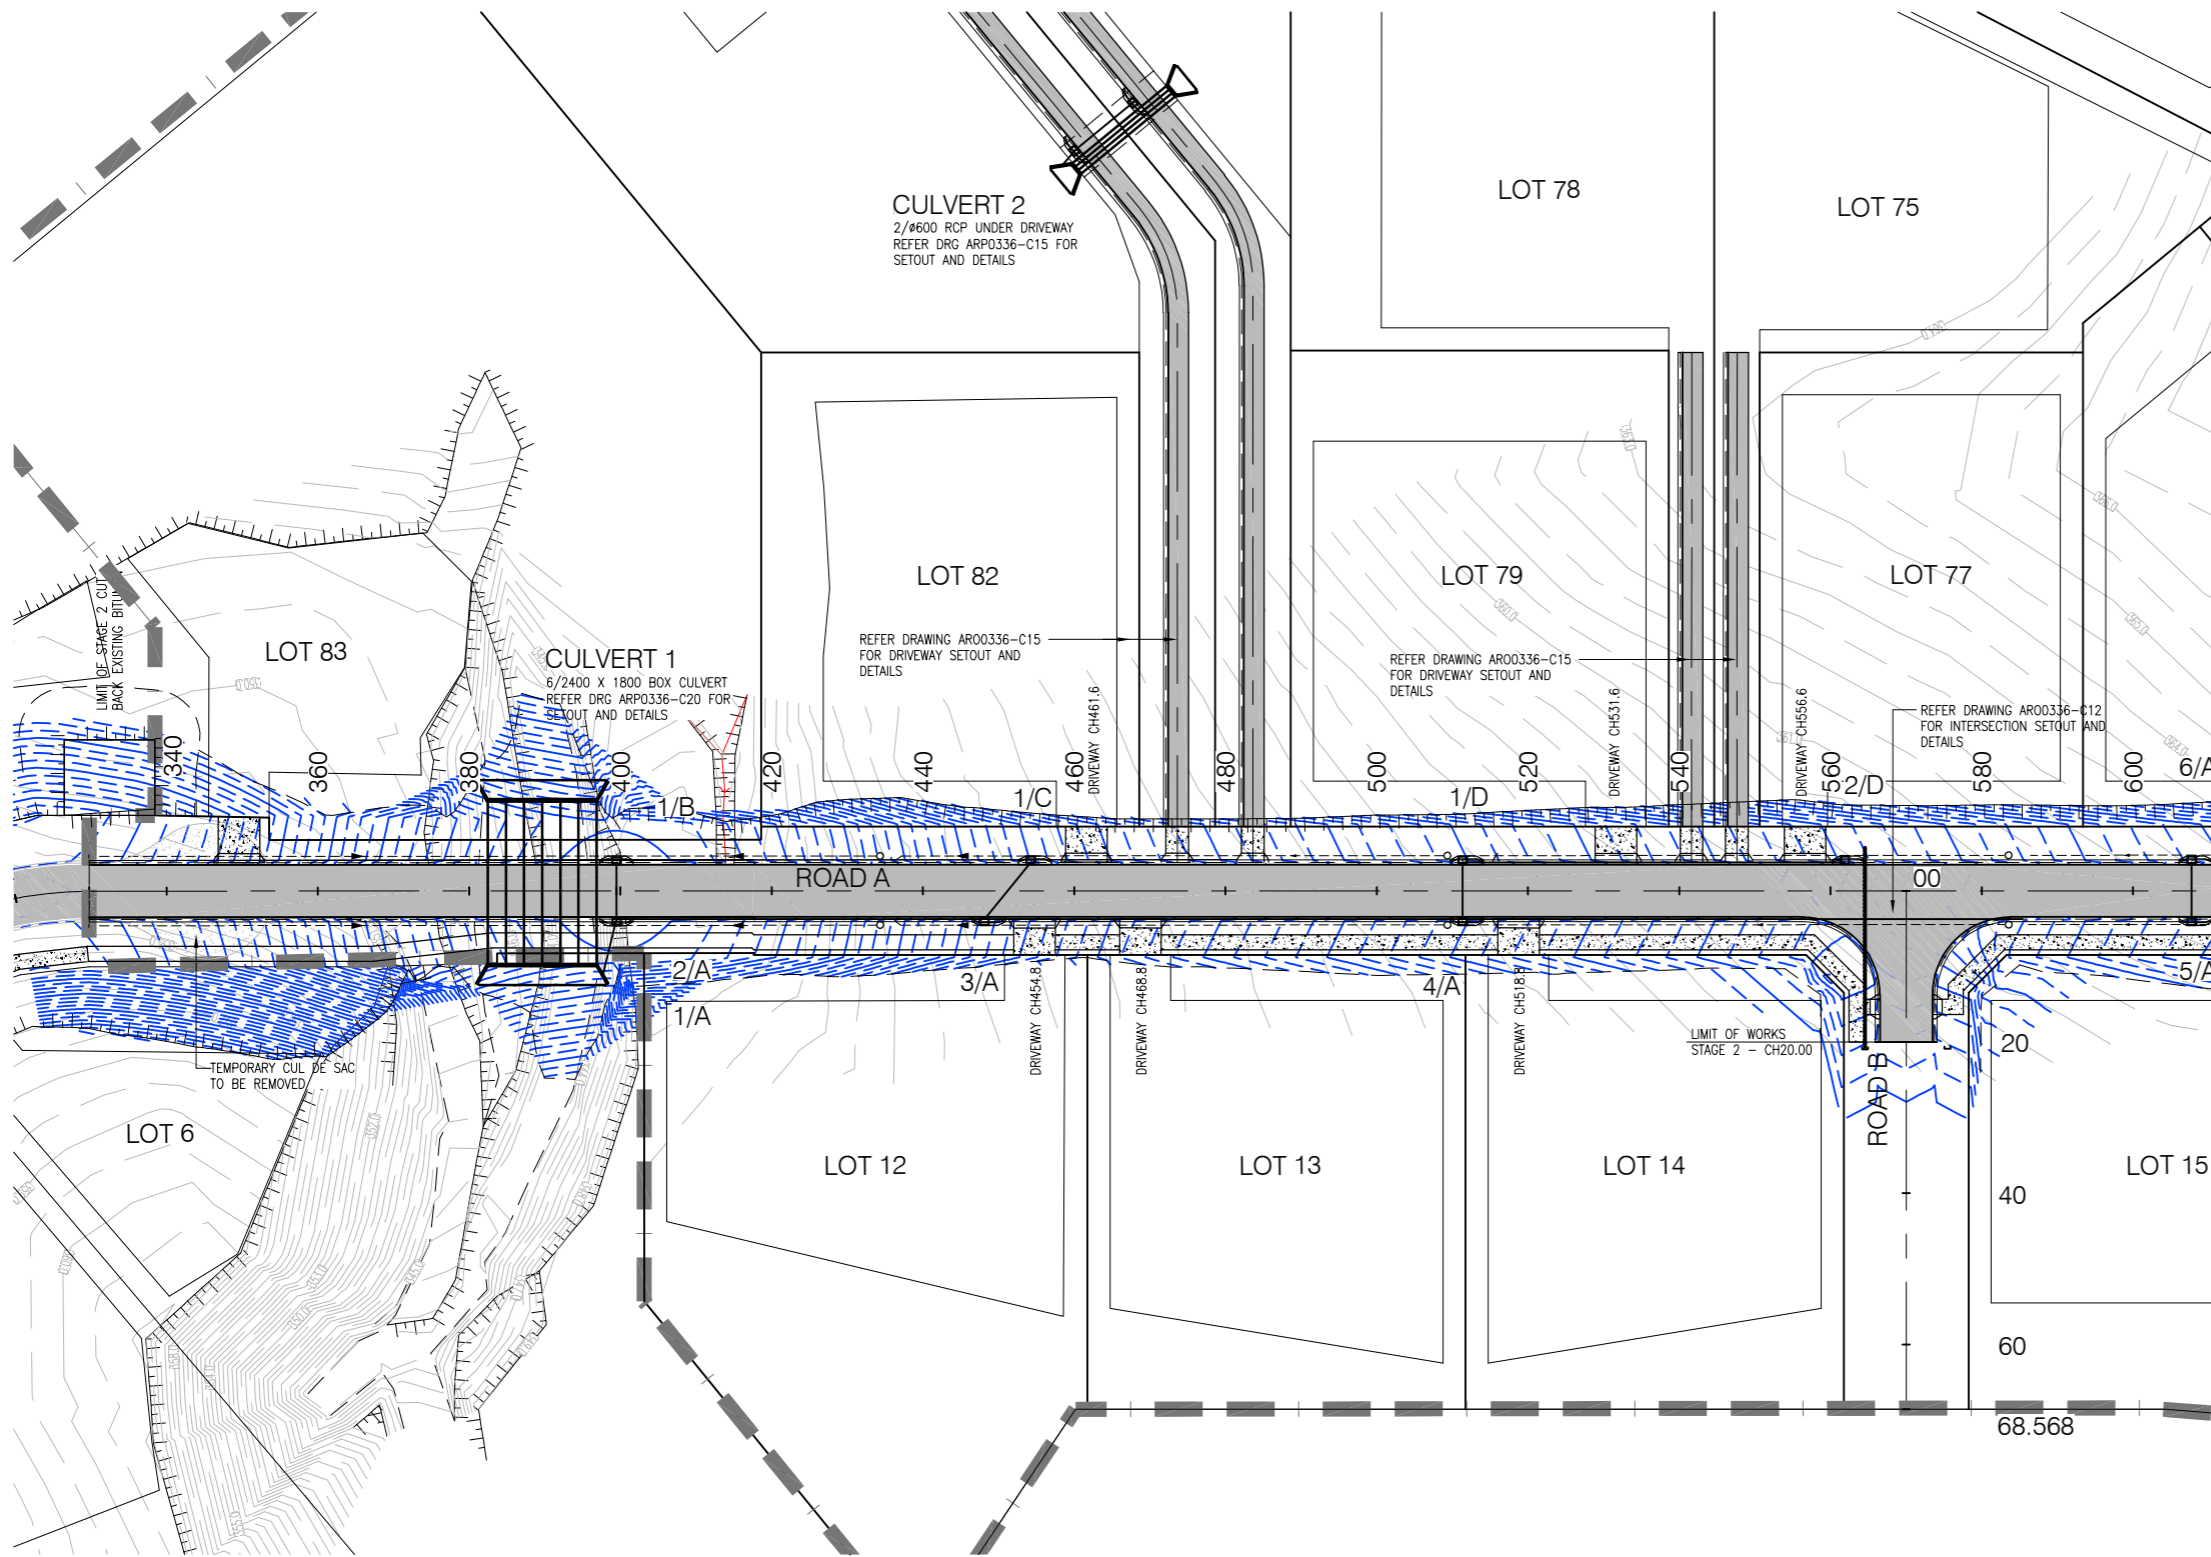 CULVERT 2
2/ø600 RCP UNDER DRIVEWAY
REFER DRG ARP0336-C15 FOR
SETOUT AND DETAILS
LOT 78
LOT 75
LIMIT OF STAGE 2 CUT
BACK EXISTING
LOT 83
CULVERT 1
6/2400 X 1800 BOX CULVERT
REFER DRG ARP0336-C20 FOR
SETOUT AND DETAILS
LOT 82
LOT 79
LOT 77
REFER DRAWING AR00336-C15
FOR DRIVEWAY SETOUT AND
DETAILS
REFER DRAWING AR00336-C15
FOR DRIVEWAY SETOUT AND
DETAILS
REFER DRAWING AR00336-C12
FOR INTERSECTION SETOUT AND
DETAILS
DRIVEWAY CH461.6
DRIVEWAY CH531.6
DRIVEWAY CH556.6
340
360
380
400
420
440
460
480
500
520
540
560
580
600
1/B
1/C
1/D
2/D
6/A
ROAD A
00
2/A
3/A
4/A
5/A
1/A
DRIVEWAY CH454.8
DRIVEWAY CH468.8
DRIVEWAY CH518.8
LIMIT OF WORKS
STAGE 2 - CH20.00
ROAD B
20
TEMPORARY CUL DE SAC
TO BE REMOVED
LOT 6
LOT 12
LOT 13
LOT 14
LOT 15
40
60
68.568